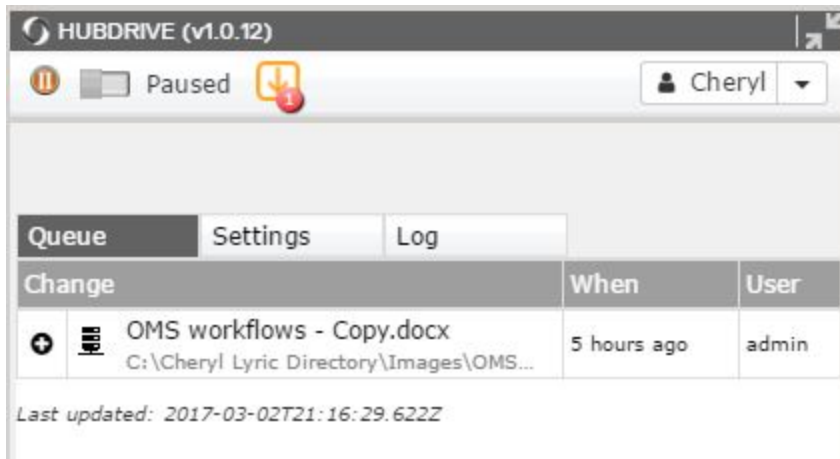 HUBDRIVE (v1.0.12)
Paused
1
Cheryl
Queue Settings Log
Change When User
OMS workflows - Copy.docx 5 hours ago admin
C:\Cheryl Lyric Directory\Images\OMS...
Last updated: 2017-03-02T21:16:29.622Z